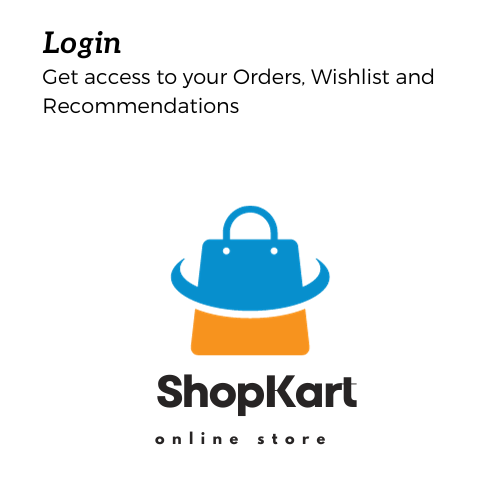 Login
Get access to your Orders, Wishlist and
Recommendations
ShopKart
online store